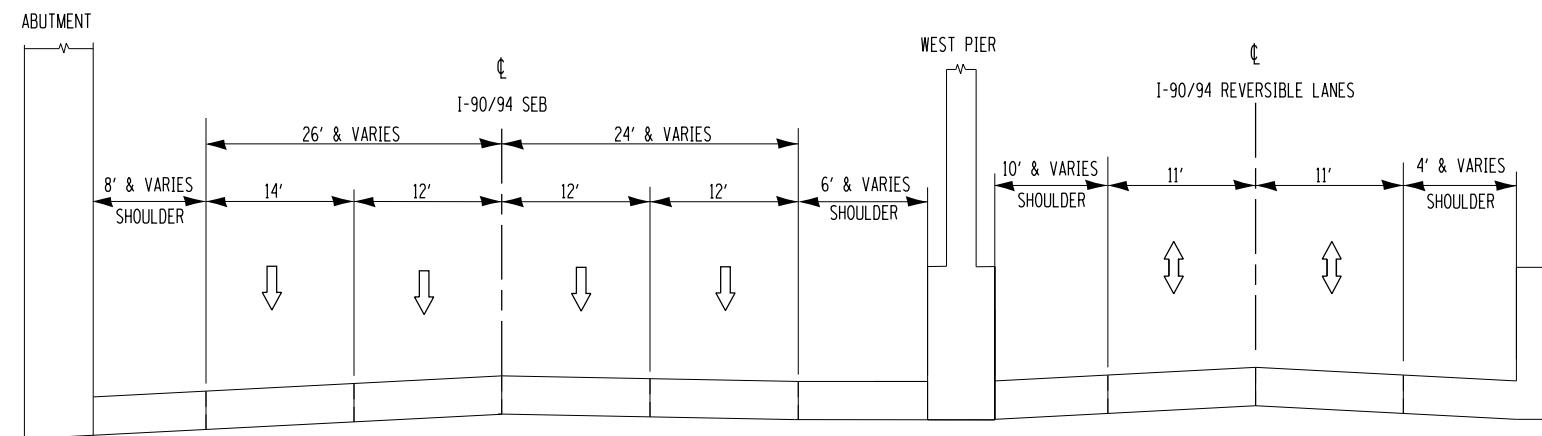 ABUTMENT
WEST PIER
℄
℄
I-90/94 SEB
I-90/94 REVERSIBLE LANES
26' & VARIES
24' & VARIES
8' & VARIES
SHOULDER
14'
12'
12'
12'
6' & VARIES
SHOULDER
10' & VARIES
SHOULDER
11'
11'
4' & VARIES
SHOULDER